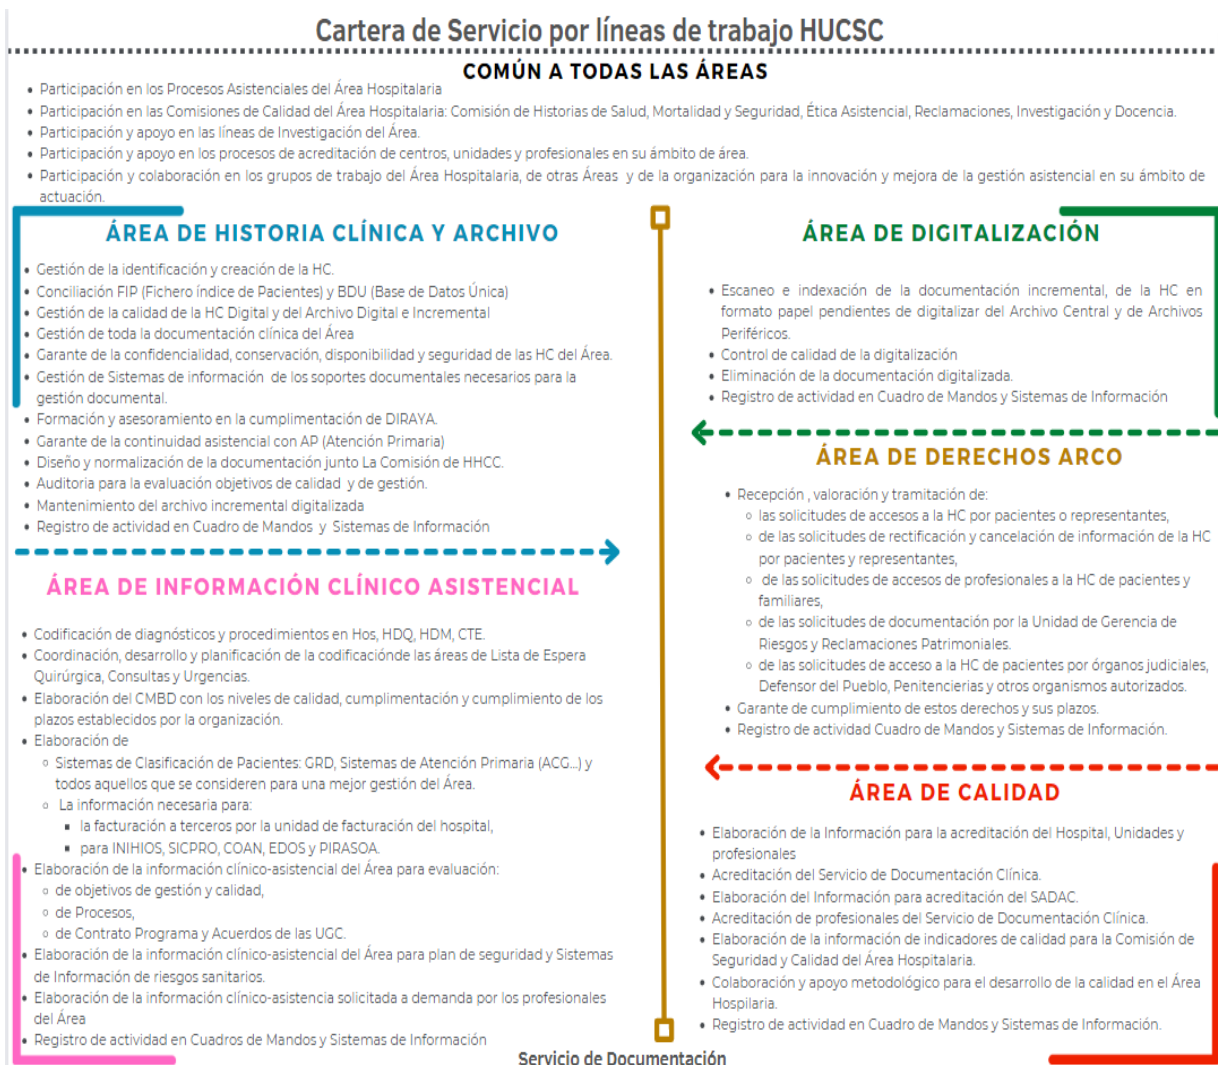 Cartera de Servicio por líneas de trabajo HUCSC
COMÚN A TODAS LAS ÁREAS
• Participación en los Procesos Asistenciales del Área Hospitalaria
• Participación en las Comisiones de Calidad del Área Hospitalaria: Comisión de Historias de Salud, Mortalidad y Seguridad, Ética Asistencial, Reclamaciones, Investigación y Docencia.
• Participación y apoyo en las líneas de Investigación del Área.
• Participación y apoyo en los procesos de acreditación de centros, unidades y profesionales en su ámbito de área.
• Participación y colaboración en los grupos de trabajo del Área Hospitalaria, de otras Áreas y de la organización para la innovación y mejora de la gestión asistencial en su ámbito de
actuación.
ÁREA DE HISTORIA CLÍNICA Y ARCHIVO
• Gestión de la identificación y creación de la HC.
• Conciliación FIP (Fichero índice de Pacientes) y BDU (Base de Datos Única)
• Gestión de la calidad de la HC Digital y del Archivo Digital e Incremental
• Gestión de toda la documentación clínica del Área
• Garante de la confidencialidad, conservación, disponibilidad y seguridad de las HC del Área.
• Gestión de Sistemas de información de los soportes documentales necesarios para la
gestión documental.
• Formación y asesoramiento en la cumplimentación de DIRAYA.
• Garante de la continuidad asistencial con AP (Atención Primaria)
• Diseño y normalización de la documentación junto La Comisión de HHCC.
• Auditoria para la evaluación objetivos de calidad y de gestión.
• Mantenimiento del archivo incremental digitalizada
• Registro de actividad en Cuadro de Mandos y Sistemas de Información
ÁREA DE INFORMACIÓN CLÍNICO ASISTENCIAL
• Codificación de diagnósticos y procedimientos en Hos, HDQ, HDM, CTE.
• Coordinación, desarrollo y planificación de la codificaciónde las áreas de Lista de Espera
Quirúrgica, Consultas y Urgencias.
• Elaboración del CMBD con los niveles de calidad, cumplimentación y cumplimiento de los
plazos establecidos por la organización.
• Elaboración de
◦ Sistemas de Clasificación de Pacientes: GRD, Sistemas de Atención Primaria (ACG...) y
todos aquellos que se consideren para una mejor gestión del Área.
◦ La información necesaria para:
▪ la facturación a terceros por la unidad de facturación del hospital,
▪ para INIHIOS, SICPRO, COAN, EDOS y PIRASOA.
• Elaboración de la información clínico-asistencial del Área para evaluación:
◦ de objetivos de gestión y calidad,
◦ de Procesos,
◦ de Contrato Programa y Acuerdos de las UGC.
• Elaboración de la información clínico-asistencial del Área para plan de seguridad y Sistemas
de Información de riesgos sanitarios.
• Elaboración de la información clínico-asistencia solicitada a demanda por los profesionales
del Área
• Registro de actividad en Cuadros de Mandos y Sistemas de Información
ÁREA DE DIGITALIZACIÓN
• Escaneo e indexación de la documentación incremental, de la HC en
formato papel pendientes de digitalizar del Archivo Central y de Archivos
Periféricos.
• Control de calidad de la digitalización
• Eliminación de la documentación digitalizada.
• Registro de actividad en Cuadro de Mandos y Sistemas de Información
ÁREA DE DERECHOS ARCO
• Recepción , valoración y tramitación de:
◦ las solicitudes de accesos a la HC por pacientes o representantes,
◦ de las solicitudes de rectificación y cancelación de información de la HC
por pacientes y representantes,
◦ de las solicitudes de accesos de profesionales a la HC de pacientes y
familiares,
◦ de las solicitudes de documentación por la Unidad de Gerencia de
Riesgos y Reclamaciones Patrimoniales.
◦ de las solicitudes de acceso a la HC de pacientes por órganos judiciales,
Defensor del Pueblo, Penitencierias y otros organismos autorizados.
• Garante de cumplimiento de estos derechos y sus plazos.
• Registro de actividad Cuadro de Mandos y Sistemas de Información.
ÁREA DE CALIDAD
• Elaboración de la Información para la acreditación del Hospital, Unidades y
profesionales
• Acreditación del Servicio de Documentación Clínica.
• Elaboración del Información para acreditación del SADAC.
• Acreditación de profesionales del Servicio de Documentación Clínica.
• Elaboración de la información de indicadores de calidad para la Comisión de
Seguridad y Calidad del Área Hospitalaria.
• Colaboración y apoyo metodológico para el desarrollo de la calidad en el Área
Hospilaria.
• Registro de actividad en Cuadro de Mandos y Sistemas de Información.
Servicio de Documentación